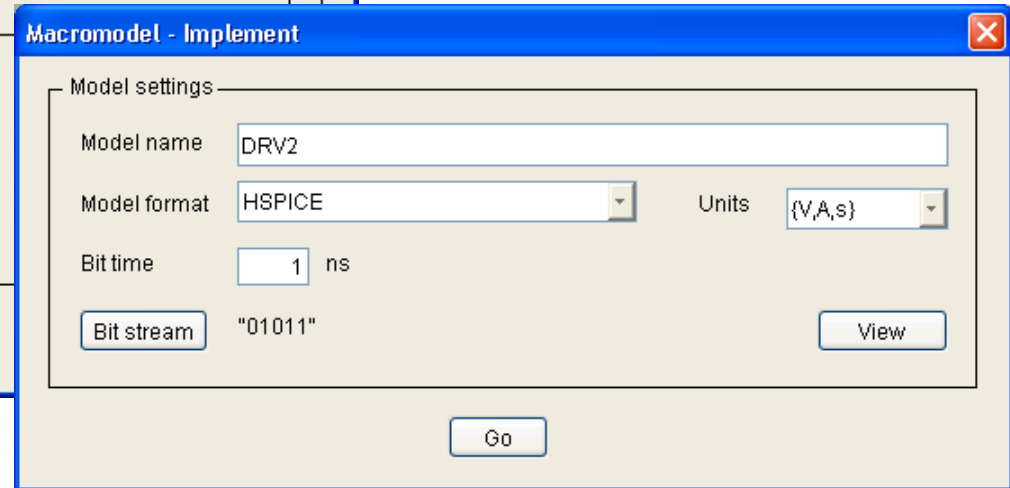 Macromodel - Implement
Model settings
Model name DRV2
Model format HSPICE Units {V,A,s}
Bit time 1 ns
Bit stream "01011" View
Go